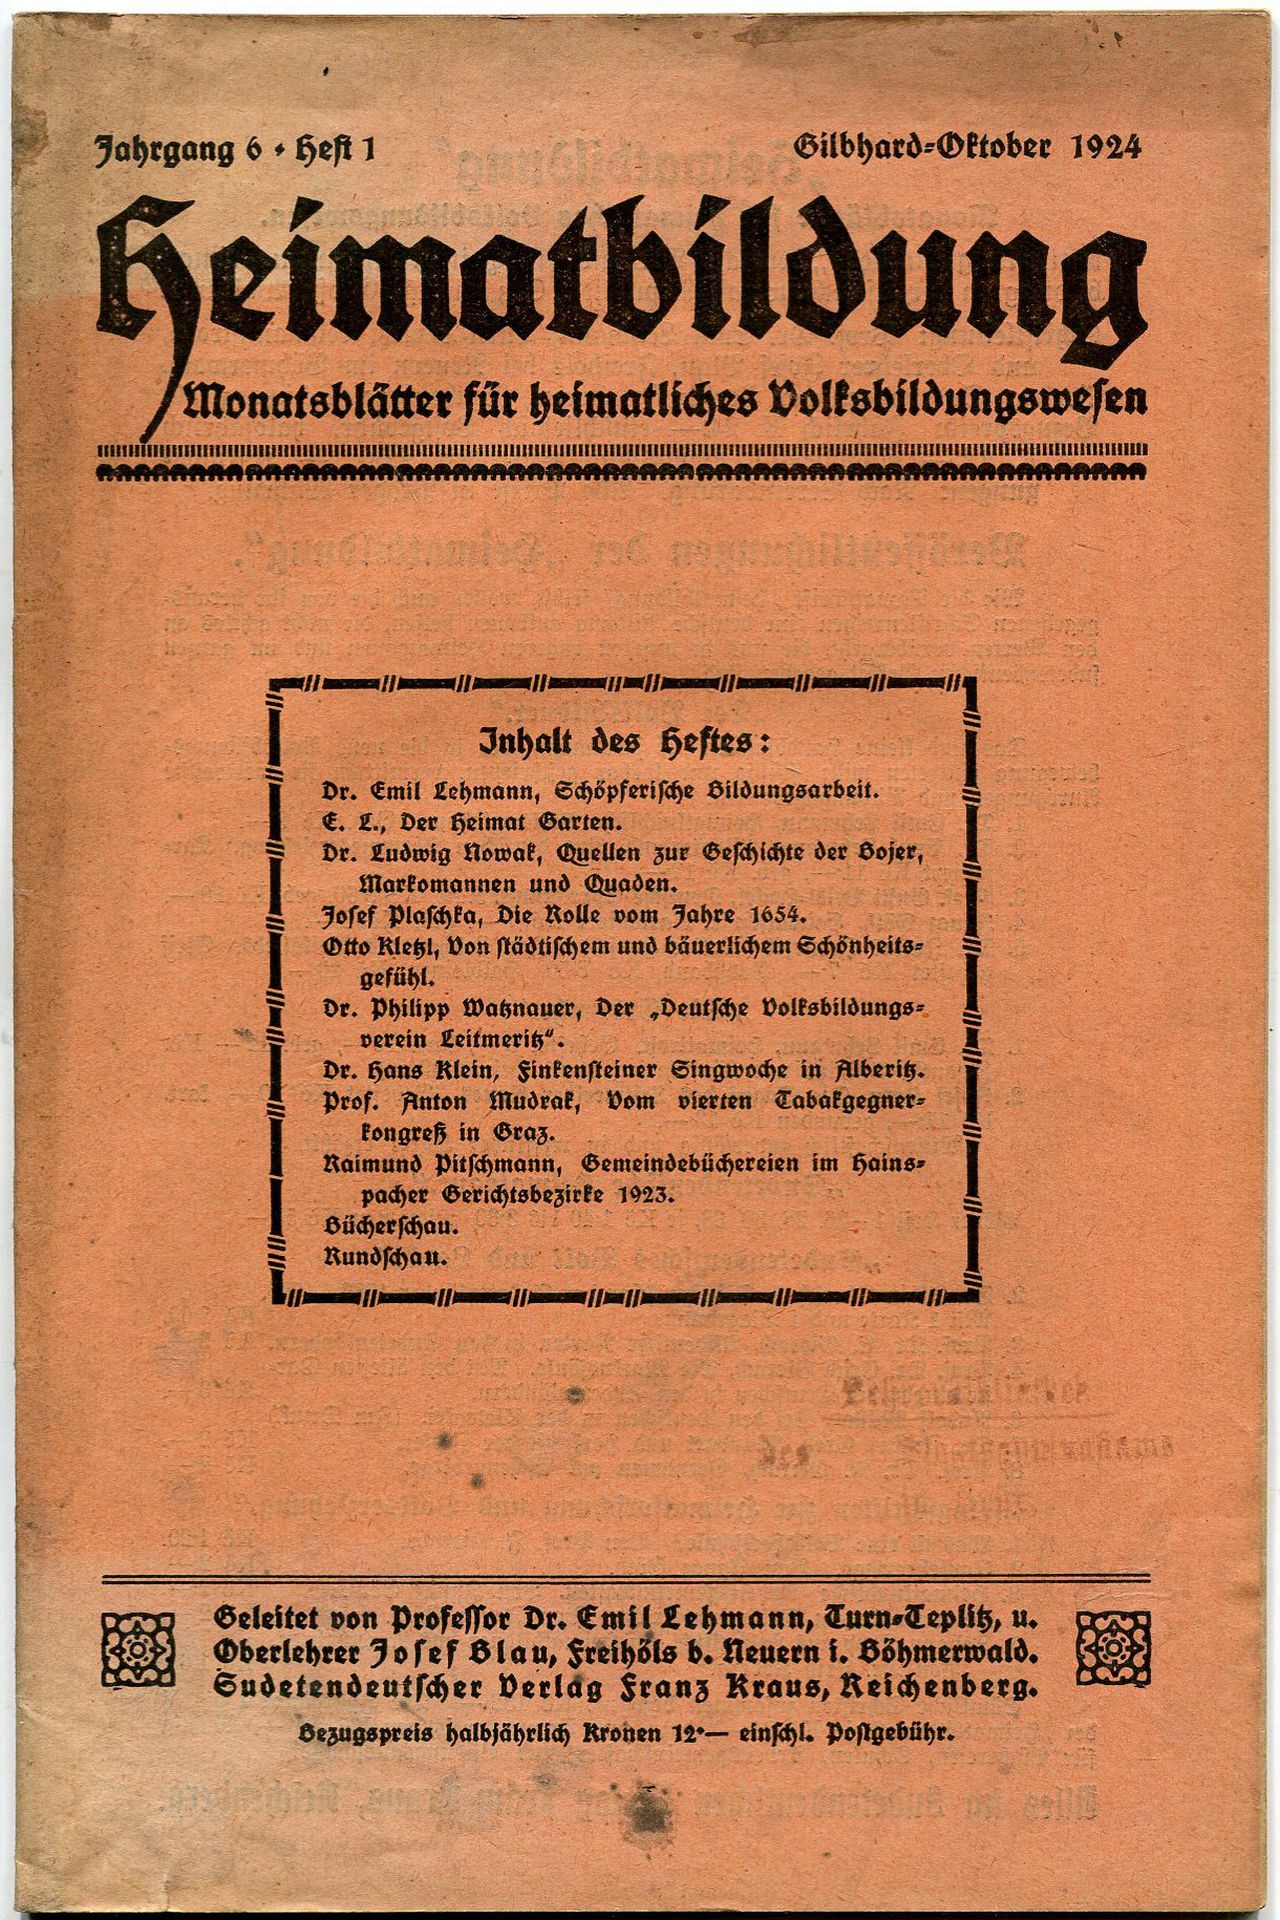 Jahrgang 6 • Heft 1
Gilbhard-Oktober 1924
Heimatbildung
Monatsblätter für heimatliches Volksbildungswesen
Inhalt des Heftes:
Dr. Emil Lehmann, Schöpferische Bildungsarbeit.
E. L., Der Heimat Garten.
Dr. Ludwig Nowak, Quellen zur Geschichte der Bojer,
Markomannen und Quaden.
Josef Plaschka, Die Rolle vom Jahre 1654.
Otto Kletzl, Von städtischem und bäuerlichem Schönheits-
gefühl.
Dr. Philipp Watznauer, Der „Deutsche Volksbildungs-
verein Leitmeritz“.
Dr. Hans Klein, Finkensteiner Singwoche in Alberitz.
Prof. Anton Mudrak, Vom vierten Tabakgegner-
kongreß in Graz.
Raimund Pitschmann, Gemeindebüchereien im Hains-
pacher Gerichtsbezirke 1923.
Bücherschau.
Rundschau.
Geleitet von Professor Dr. Emil Lehmann, Turn-Teplitz, u.
Oberlehrer Josef Blau, Freihöls b. Neuern i. Böhmerwald.
Sudetendeutscher Verlag Franz Kraus, Reichenberg.
Bezugspreis halbjährlich Kronen 12·— einschl. Postgebühr.